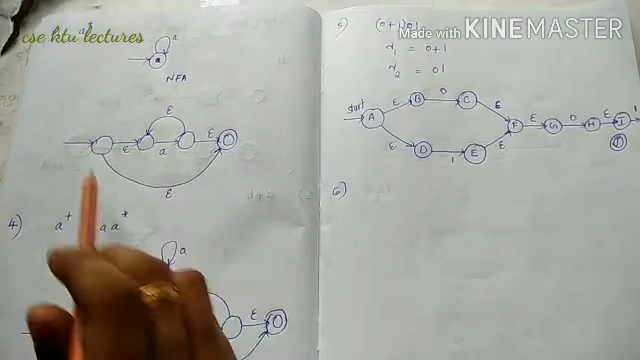 cse ktu lectures
Made with KINEMASTER
a*
a
a
NFA
ε
ε
a
ε
ε
4) a⁺ aa*
a
ε
5) (0+1)01
r₁ = 0+1
r₂ = 01
start A ε B 0 C ε F ε G 0 H ε I
ε D 1 E ε
6)